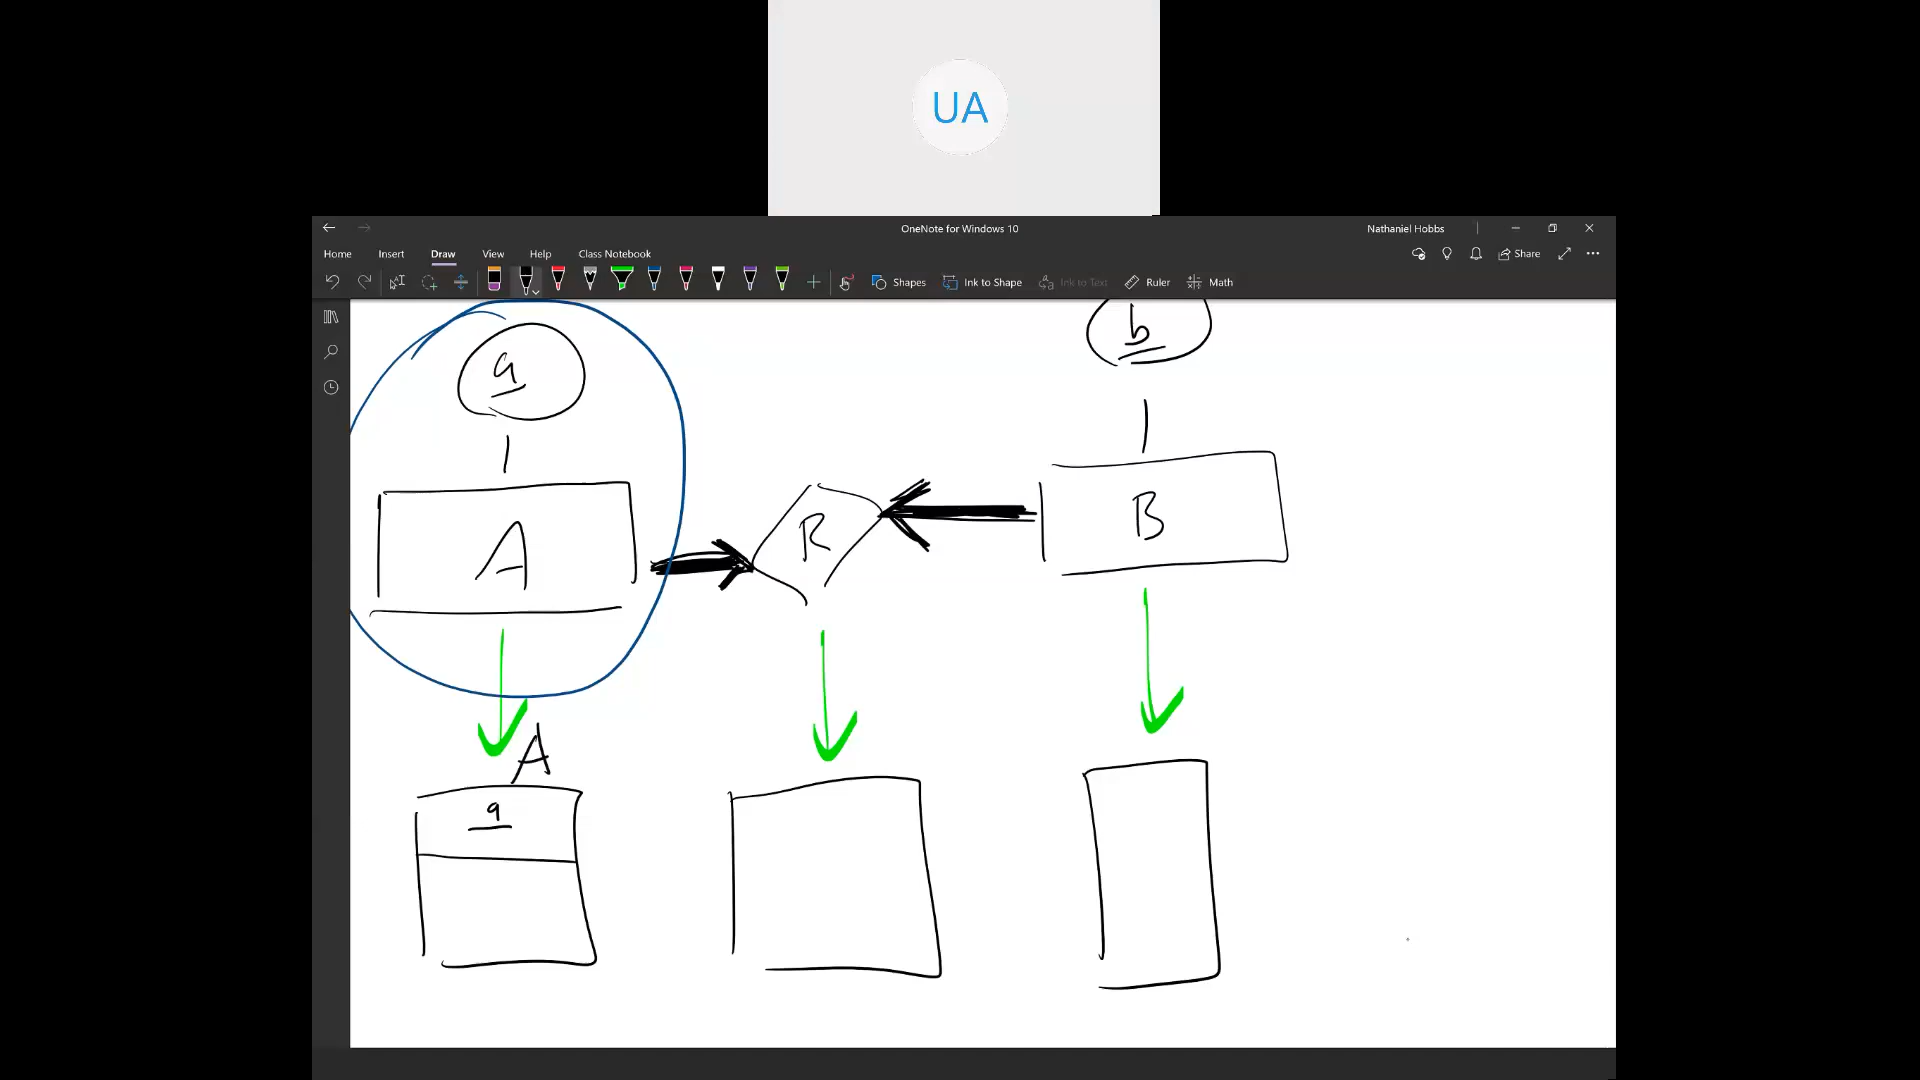 UA
OneNote for Windows 10
Nathaniel Hobbs
Home Insert Draw View Help Class Notebook
Share
Shapes Ink to Shape Ink to Text Ruler Math
a
b
A
R
B
A
a